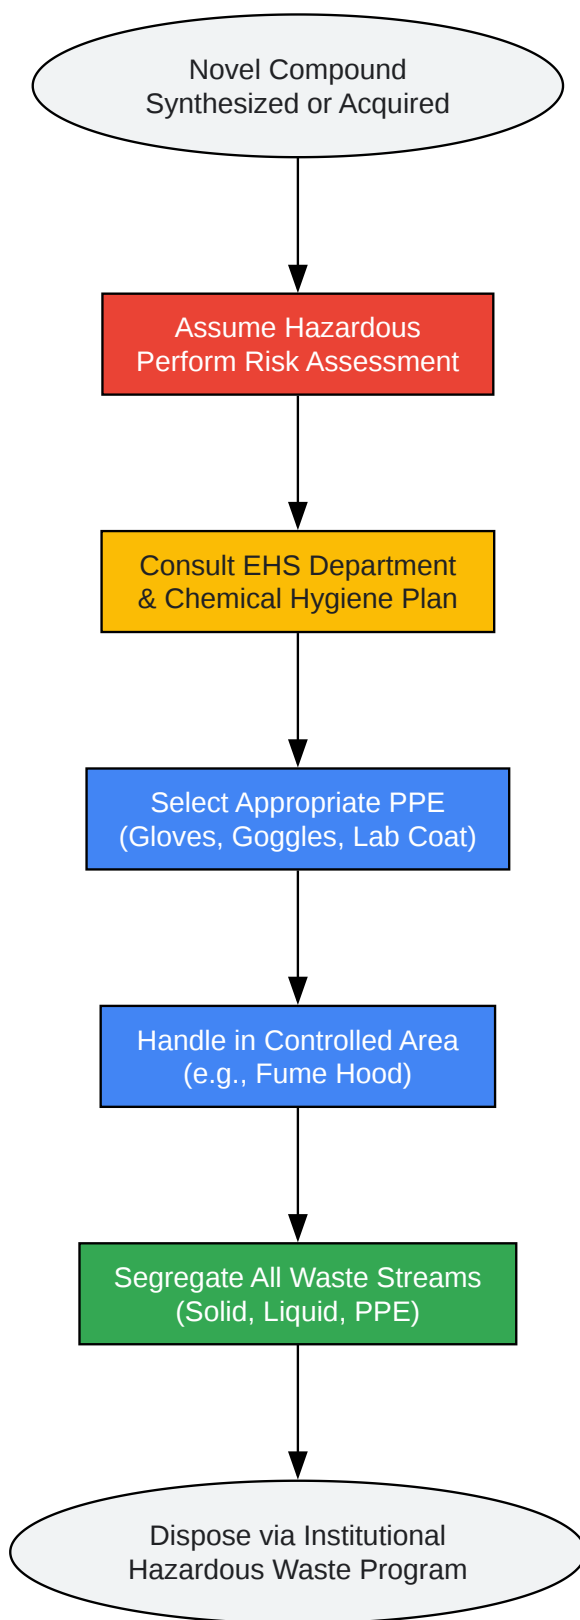 Novel Compound
Synthesized or Acquired
Assume Hazardous
Perform Risk Assessment
Consult EHS Department
& Chemical Hygiene Plan
Select Appropriate PPE
(Gloves, Goggles, Lab Coat)
Handle in Controlled Area
(e.g., Fume Hood)
Segregate All Waste Streams
(Solid, Liquid, PPE)
Dispose via Institutional
Hazardous Waste Program